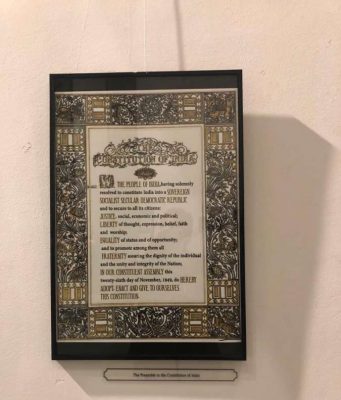 THE
CONSTITUTION OF INDIA
WE, THE PEOPLE OF INDIA, having solemnly
resolved to constitute India into a SOVEREIGN
SOCIALIST SECULAR DEMOCRATIC REPUBLIC
and to secure to all its citizens:
JUSTICE, social, economic and political;
LIBERTY of thought, expression, belief, faith
and worship;
EQUALITY of status and of opportunity;
and to promote among them all
FRATERNITY assuring the dignity of the individual
and the unity and integrity of the Nation;
IN OUR CONSTITUENT ASSEMBLY this
twenty-sixth day of November, 1949, do HEREBY
ADOPT, ENACT AND GIVE TO OURSELVES
THIS CONSTITUTION.
The Preamble to the Constitution of India